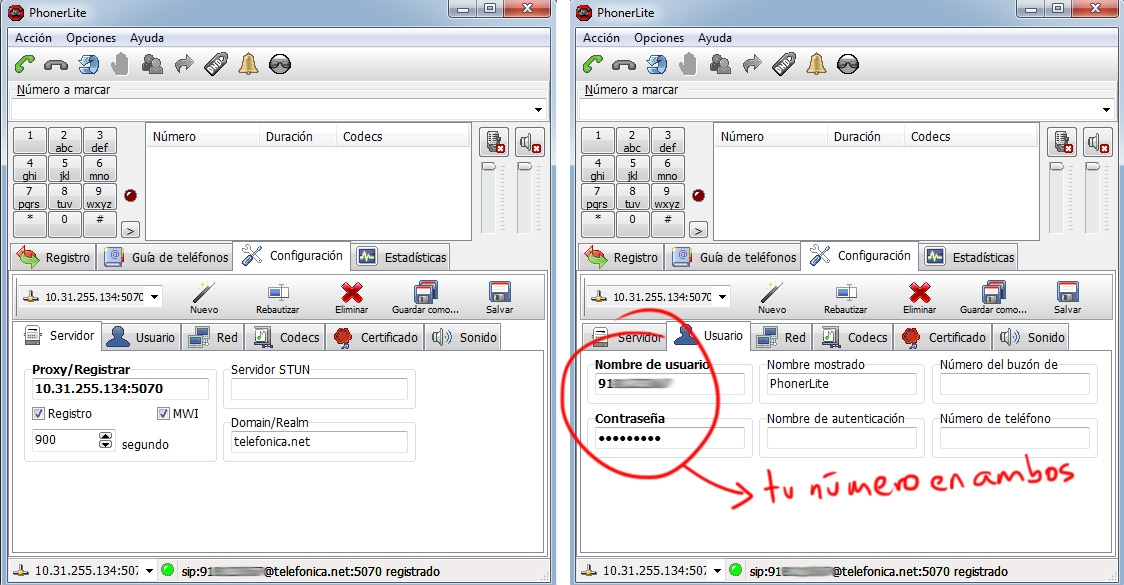 PhonerLite
Acción Opciones Ayuda
Número a marcar
1 2 abc 3 def
4 ghi 5 jkl 6 mno
7 pqrs 8 tuv 9 wxyz
* 0 #
>
Número Duración Codecs
Registro Guía de teléfonos Configuración Estadísticas
10.31.255.134:5070 Nuevo Rebautizar Eliminar Guardar como... Salvar
Servidor Usuario Red Codecs Certificado Sonido
Proxy/Registrar
10.31.255.134:5070
Registro MWI
900 segundo
Servidor STUN
Domain/Realm
telefonica.net
10.31.255.134:507 sip:91 @telefonica.net:5070 registrado
PhonerLite
Acción Opciones Ayuda
Número a marcar
1 2 abc 3 def
4 ghi 5 jkl 6 mno
7 pqrs 8 tuv 9 wxyz
* 0 #
>
Número Duración Codecs
Registro Guía de teléfonos Configuración Estadísticas
10.31.255.134:5070 Nuevo Rebautizar Eliminar Guardar como... Salvar
Servidor Usuario Red Codecs Certificado Sonido
Nombre de usuario Nombre mostrado Número del buzón de
91 PhonerLite
Contraseña Nombre de autenticación Número de teléfono
●●●●●●●●●
tu número en ambos
10.31.255.134:507 sip:91 @telefonica.net:5070 registrado